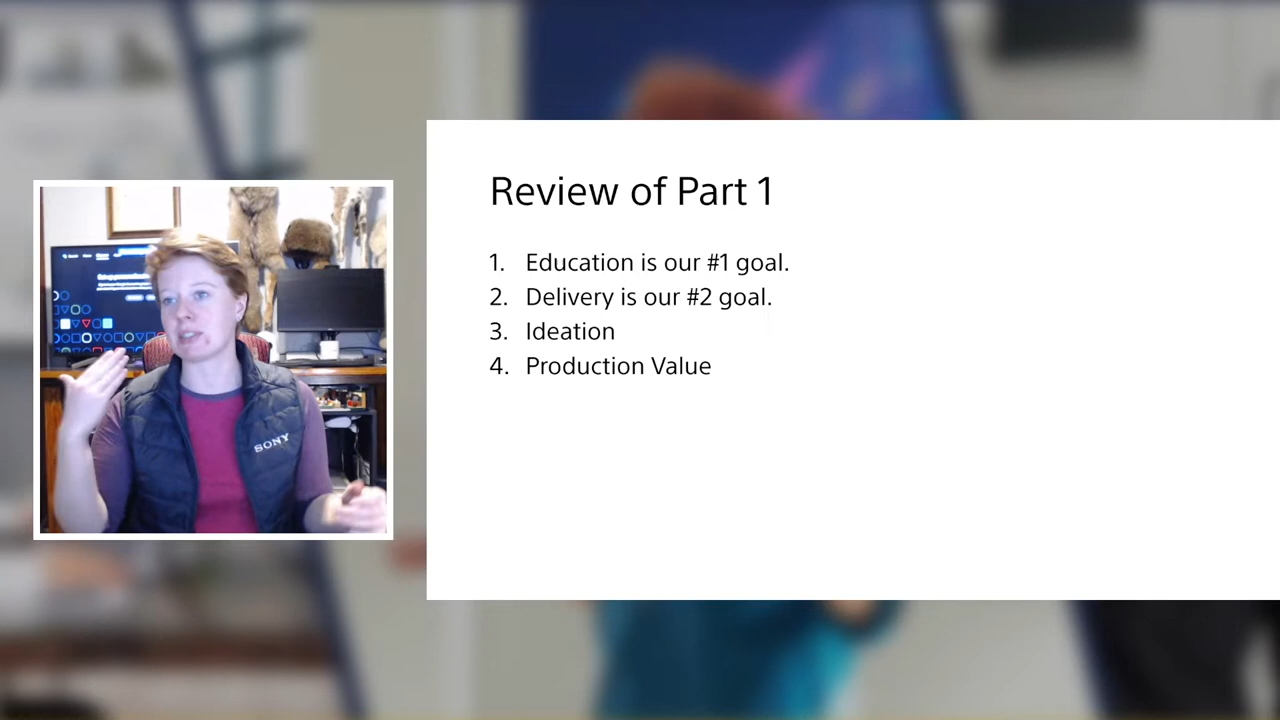 Review of Part 1
1. Education is our #1 goal.
2. Delivery is our #2 goal.
3. Ideation
4. Production Value
SONY